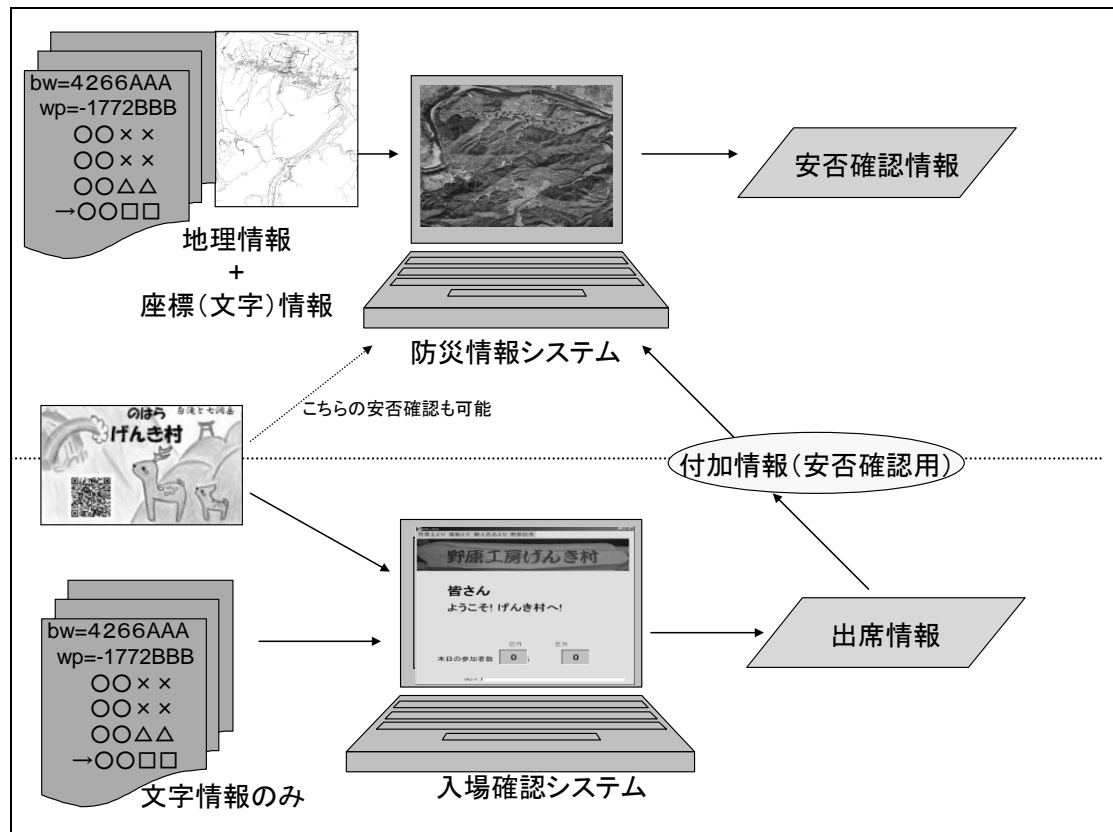 bw=4266AAA
wp=-1772BBB
○○××
○○××
○○△△
→○○□□
地理情報
+
座標（文字）情報
防災情報システム
安否確認情報
こちらの安否確認も可能
のはら
げんき村
付加情報（安否確認用）
bw=4266AAA
wp=-1772BBB
○○××
○○××
○○△△
→○○□□
文字情報のみ
野原工房げんき村
皆さん
ようこそ! げんき村へ!
区内 区外
本日の参加者数 0 0
入場確認システム
出席情報